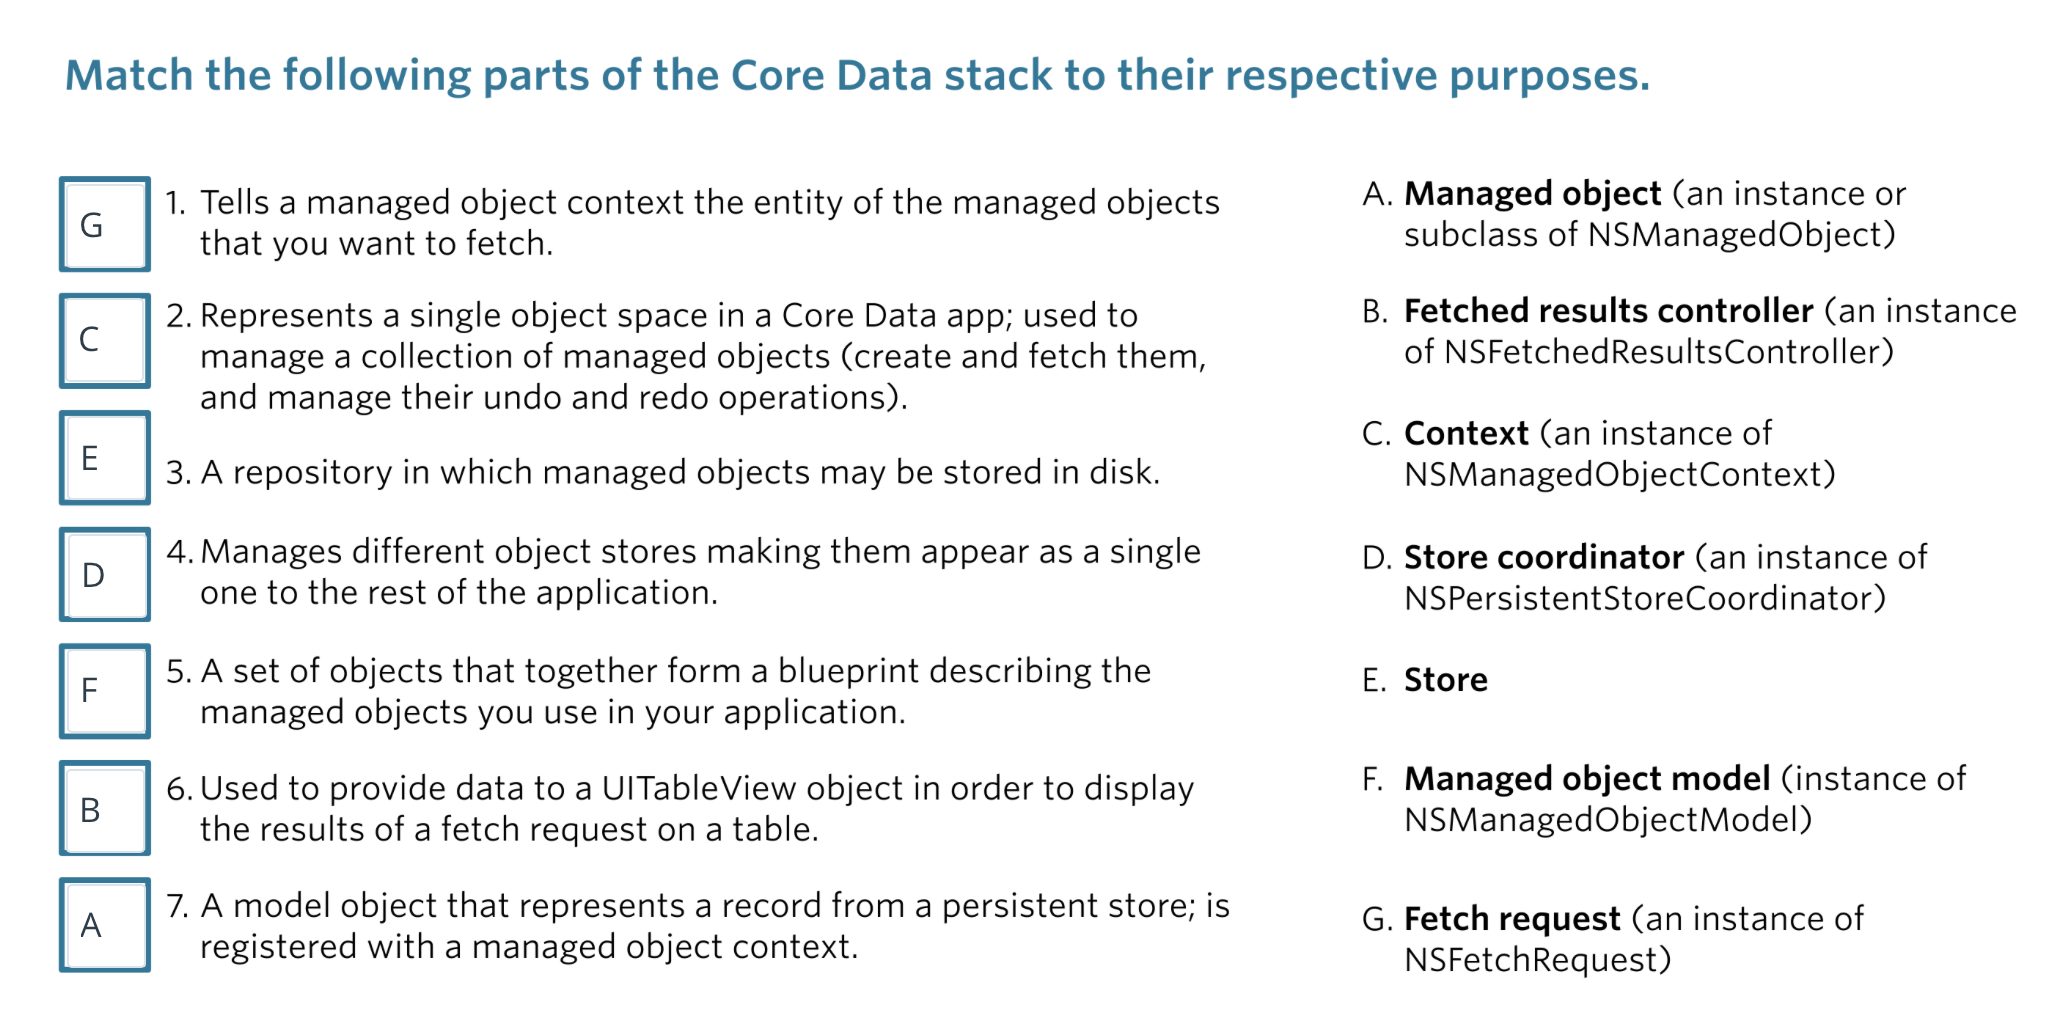 Match the following parts of the Core Data stack to their respective purposes.
G
1. Tells a managed object context the entity of the managed objects
that you want to fetch.
C
2. Represents a single object space in a Core Data app; used to
manage a collection of managed objects (create and fetch them,
and manage their undo and redo operations).
E
3. A repository in which managed objects may be stored in disk.
D
4. Manages different object stores making them appear as a single
one to the rest of the application.
F
5. A set of objects that together form a blueprint describing the
managed objects you use in your application.
B
6. Used to provide data to a UITableView object in order to display
the results of a fetch request on a table.
A
7. A model object that represents a record from a persistent store; is
registered with a managed object context.
A. Managed object (an instance or
subclass of NSManagedObject)
B. Fetched results controller (an instance
of NSFetchedResultsController)
C. Context (an instance of
NSManagedObjectContext)
D. Store coordinator (an instance of
NSPersistentStoreCoordinator)
E. Store
F. Managed object model (instance of
NSManagedObjectModel)
G. Fetch request (an instance of
NSFetchRequest)